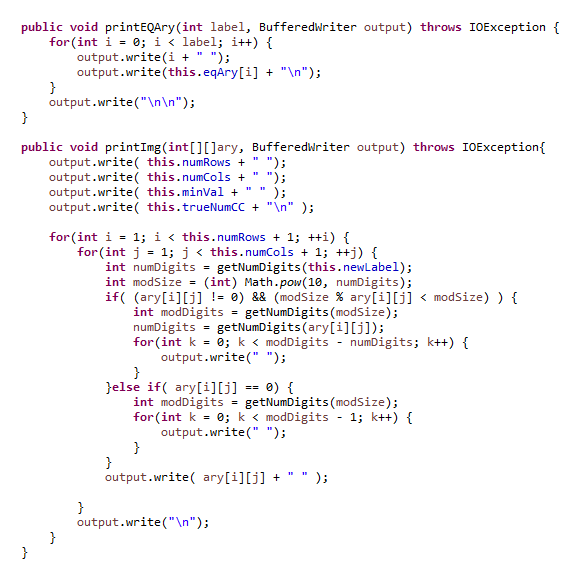 public void printEQAry(int label, BufferedWriter output) throws IOException {
    for(int i = 0; i < label; i++) {
        output.write(i + " ");
        output.write(this.eqAry[i] + "\n");
    }
    output.write("\n\n");
}

public void printImg(int[][]ary, BufferedWriter output) throws IOException{
    output.write( this.numRows + " ");
    output.write( this.numCols + " ");
    output.write( this.minVal + " " );
    output.write( this.trueNumCC + "\n" );

    for(int i = 1; i < this.numRows + 1; ++i) {
        for(int j = 1; j < this.numCols + 1; ++j) {
            int numDigits = getNumDigits(this.newLabel);
            int modSize = (int) Math.pow(10, numDigits);
            if( (ary[i][j] != 0) && (modSize % ary[i][j] < modSize) ) {
                int modDigits = getNumDigits(modSize);
                numDigits = getNumDigits(ary[i][j]);
                for(int k = 0; k < modDigits - numDigits; k++) {
                    output.write(" ");
                }
            }else if( ary[i][j] == 0) {
                int modDigits = getNumDigits(modSize);
                for(int k = 0; k < modDigits - 1; k++) {
                    output.write(" ");
                }
            }
            output.write( ary[i][j] + " " );

        }
        output.write("\n");
    }
}